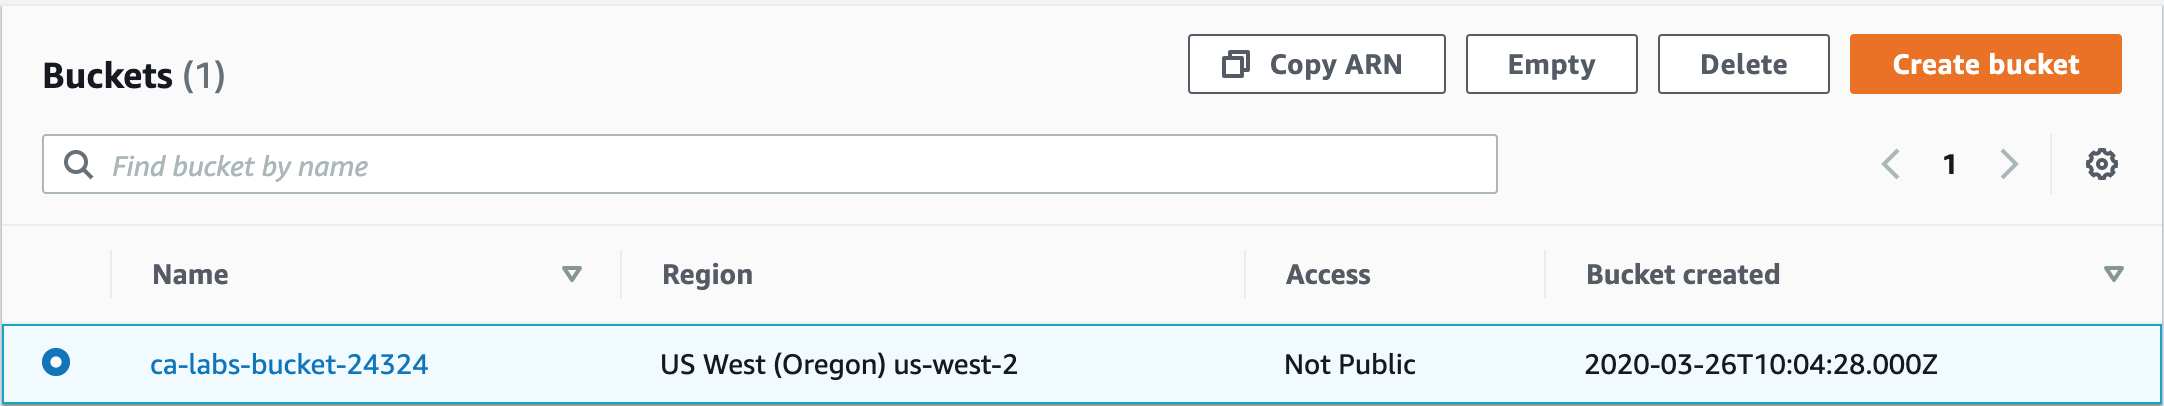 Buckets (1)
Copy ARN
Empty
Delete
Create bucket
Find bucket by name
1
Name
Region
Access
Bucket created
ca-labs-bucket-24324
US West (Oregon) us-west-2
Not Public
2020-03-26T10:04:28.000Z